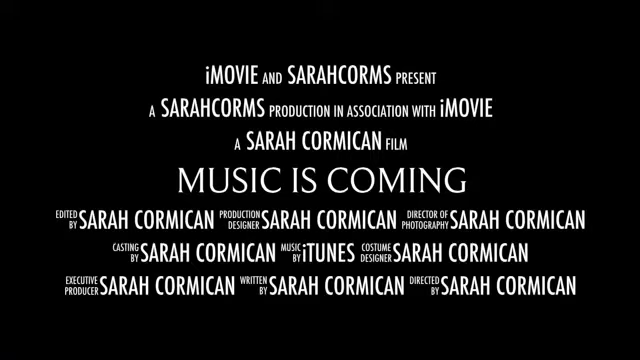 iMOVIE AND SARAHCORMS PRESENT
A SARAHCORMS PRODUCTION IN ASSOCIATION WITH iMOVIE
A SARAH CORMICAN FILM
MUSIC IS COMING
EDITED BY SARAH CORMICAN PRODUCTION DESIGNER SARAH CORMICAN DIRECTOR OF PHOTOGRAPHY SARAH CORMICAN
CASTING BY SARAH CORMICAN MUSIC BY iTUNES COSTUME DESIGNER SARAH CORMICAN
EXECUTIVE PRODUCER SARAH CORMICAN WRITTEN BY SARAH CORMICAN DIRECTED BY SARAH CORMICAN